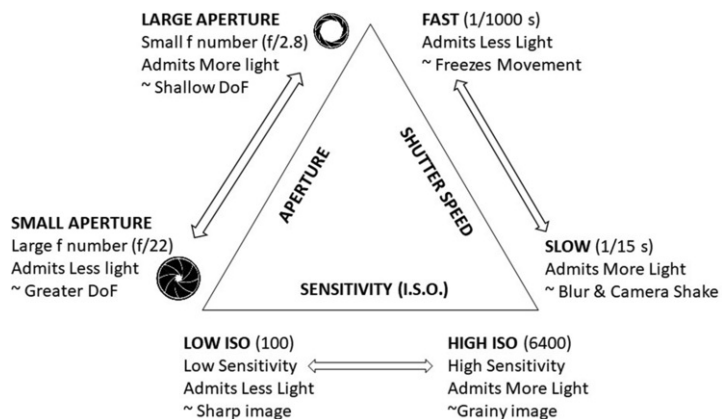 LARGE APERTURE
Small f number (f/2.8)
Admits More light
~ Shallow DoF
FAST (1/1000 s)
Admits Less Light
~ Freezes Movement
APERTURE
SHUTTER SPEED
SMALL APERTURE
Large f number (f/22)
Admits Less light
~ Greater DoF
SLOW (1/15 s)
Admits More Light
~ Blur & Camera Shake
SENSITIVITY (I.S.O.)
LOW ISO (100)
Low Sensitivity
Admits Less Light
~ Sharp image
HIGH ISO (6400)
High Sensitivity
Admits More Light
~Grainy image